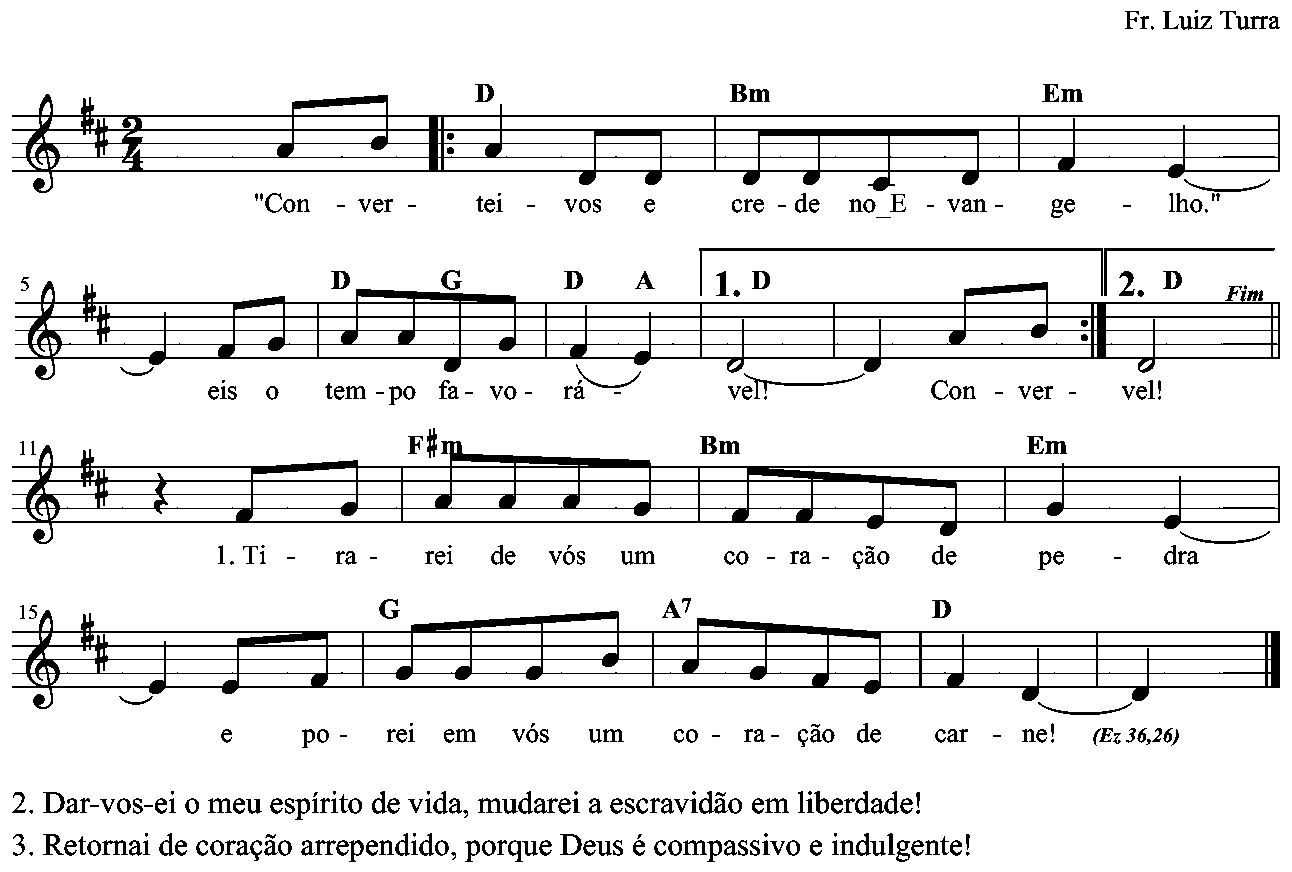 Fr. Luiz Turra
D Bm Em
2
4
"Con - ver - tei - vos e cre - de no_E - van - ge - lho."
5 D G D A 1. D 2. D Fim
eis o tem - po fa - vo - rá - vel! Con - ver - vel!
11 F#m Bm Em
1. Ti - ra - rei de vós um co - ra - ção de pe - dra
15 G A7 D
e po - rei em vós um co - ra - ção de car - ne! (Ez 36,26)
2. Dar-vos-ei o meu espírito de vida, mudarei a escravidão em liberdade!
3. Retornai de coração arrependido, porque Deus é compassivo e indulgente!